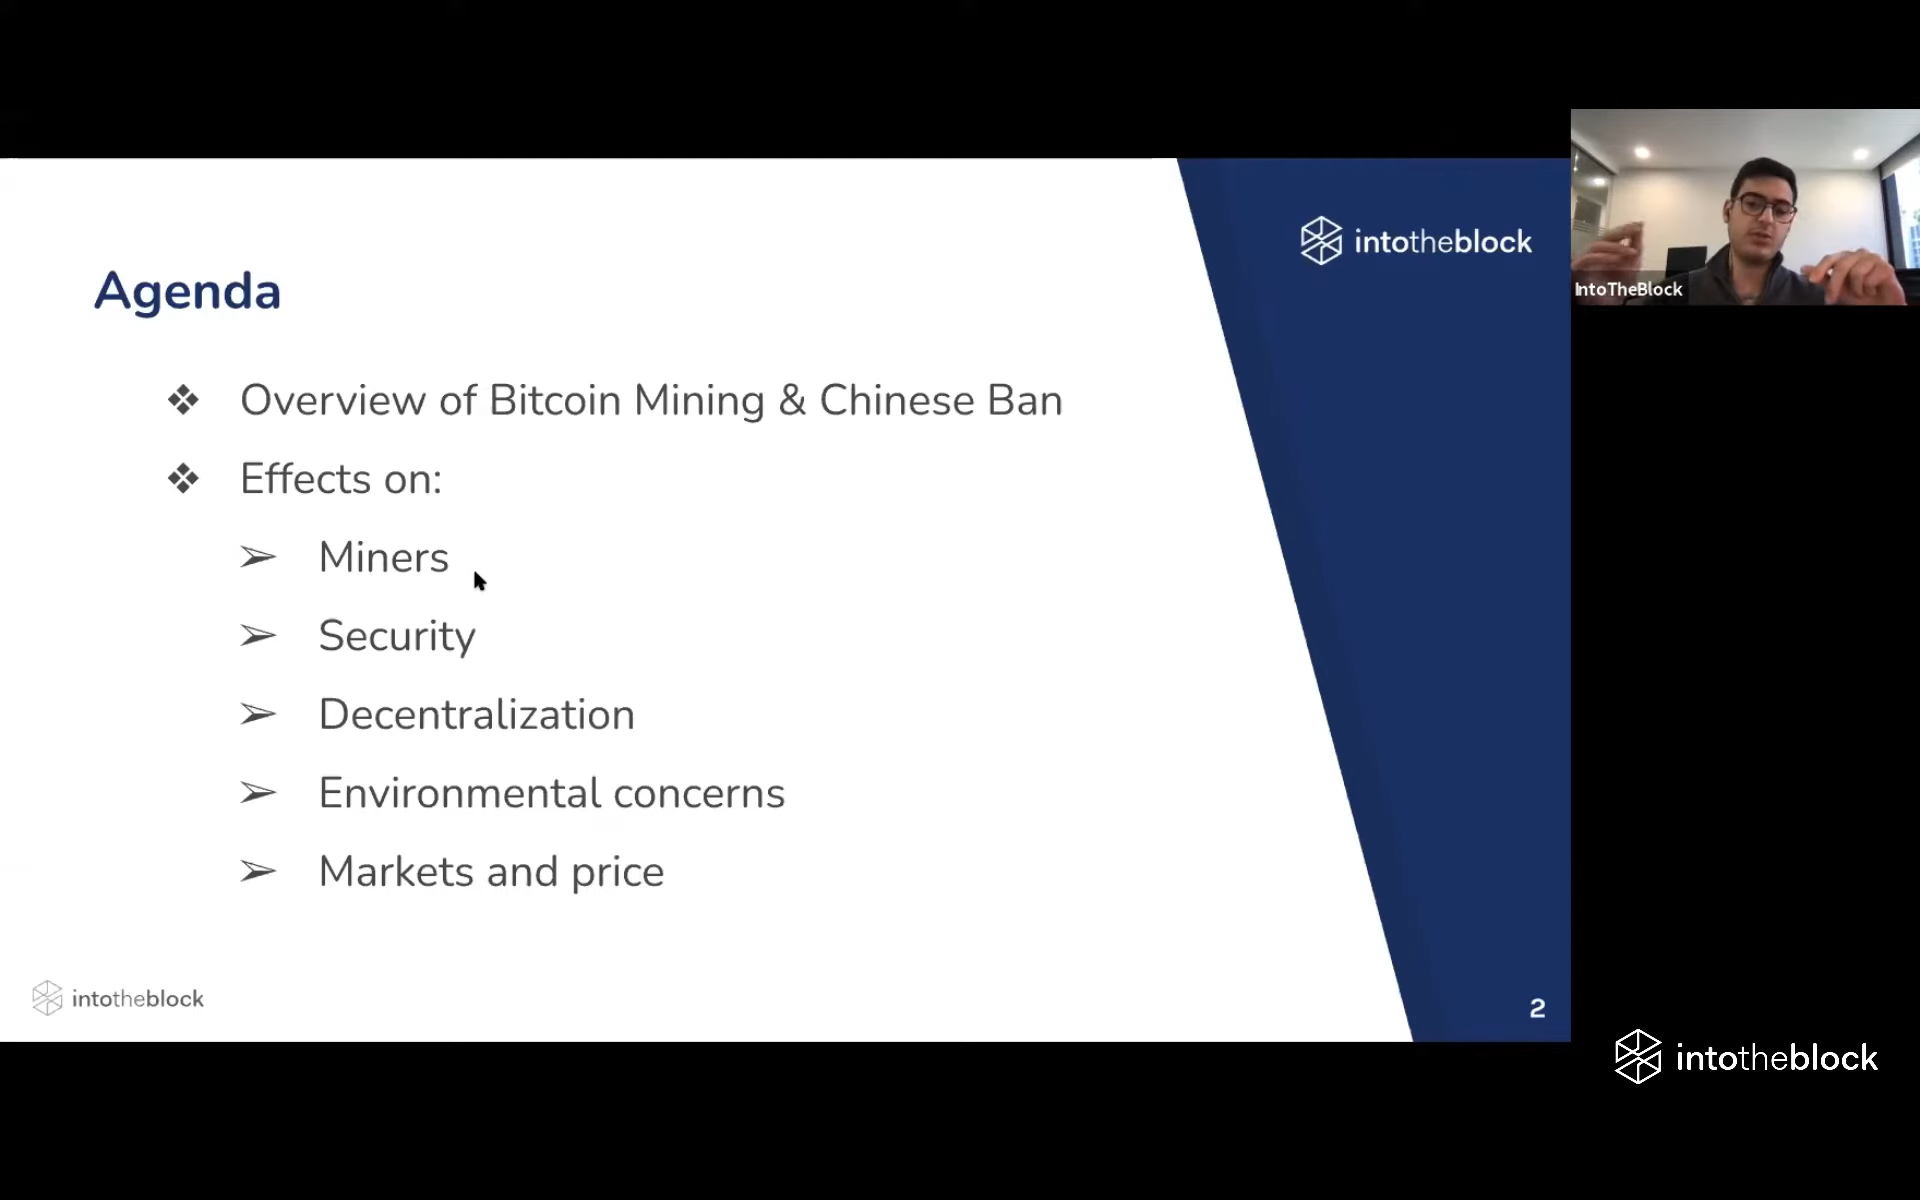 intotheblock
IntoTheBlock
Agenda
❖ Overview of Bitcoin Mining & Chinese Ban
❖ Effects on:
➢ Miners
➢ Security
➢ Decentralization
➢ Environmental concerns
➢ Markets and price
intotheblock
2
intotheblock